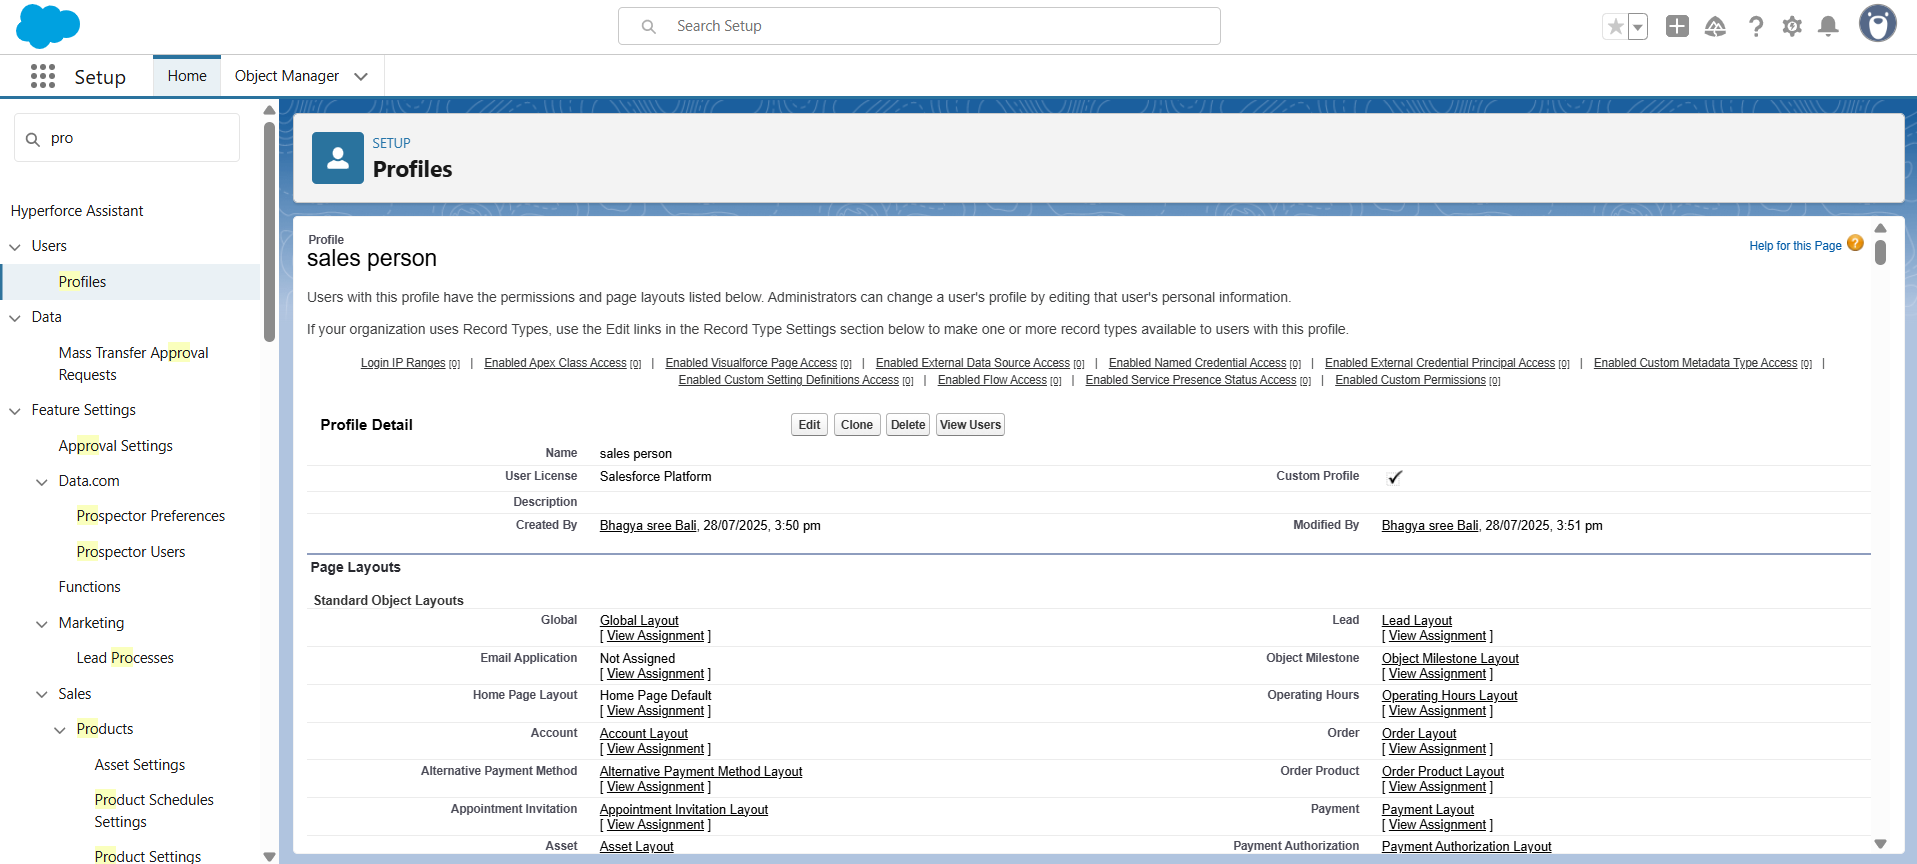 Search Setup
Setup
Home
Object Manager
pro
Hyperforce Assistant
Users
Profiles
Data
Mass Transfer Approval
Requests
Feature Settings
Approval Settings
Data.com
Prospector Preferences
Prospector Users
Functions
Marketing
Lead Processes
Sales
Products
Asset Settings
Product Schedules
Settings
Product Settings
SETUP
Profiles
Profile
sales person
Help for this Page ?
Users with this profile have the permissions and page layouts listed below. Administrators can change a user's profile by editing that user's personal information.
If your organization uses Record Types, use the Edit links in the Record Type Settings section below to make one or more record types available to users with this profile.
Login IP Ranges [0] | Enabled Apex Class Access [0] | Enabled Visualforce Page Access [0] | Enabled External Data Source Access [0] | Enabled Named Credential Access [0] | Enabled External Credential Principal Access [0] | Enabled Custom Metadata Type Access [0] |
Enabled Custom Setting Definitions Access [0] | Enabled Flow Access [0] | Enabled Service Presence Status Access [0] | Enabled Custom Permissions [0]
Profile Detail Edit Clone Delete View Users
Name sales person
User License Salesforce Platform Custom Profile ✓
Description
Created By Bhagya sree Bali, 28/07/2025, 3:50 pm Modified By Bhagya sree Bali, 28/07/2025, 3:51 pm
Page Layouts
Standard Object Layouts
Global Global Layout Lead Lead Layout
[ View Assignment ] [ View Assignment ]
Email Application Not Assigned Object Milestone Object Milestone Layout
[ View Assignment ] [ View Assignment ]
Home Page Layout Home Page Default Operating Hours Operating Hours Layout
[ View Assignment ] [ View Assignment ]
Account Account Layout Order Order Layout
[ View Assignment ] [ View Assignment ]
Alternative Payment Method Alternative Payment Method Layout Order Product Order Product Layout
[ View Assignment ] [ View Assignment ]
Appointment Invitation Appointment Invitation Layout Payment Payment Layout
[ View Assignment ] [ View Assignment ]
Asset Asset Layout Payment Authorization Payment Authorization Layout